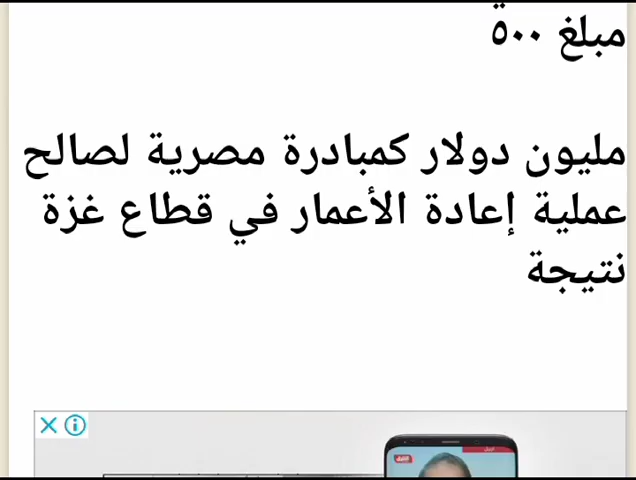 مبلغ ٥٠٠
مليون دولار كمبادرة مصرية لصالح
عملية إعادة الأعمار في قطاع غزة
نتيجة